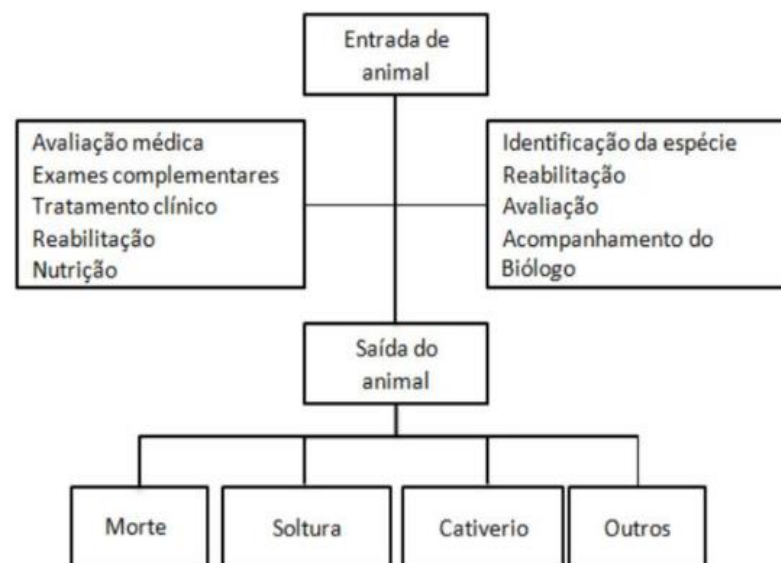 Entrada de
animal
Avaliação médica
Exames complementares
Tratamento clínico
Reabilitação
Nutrição
Identificação da espécie
Reabilitação
Avaliação
Acompanhamento do
Biólogo
Saída do
animal
Morte
Soltura
Cativerio
Outros